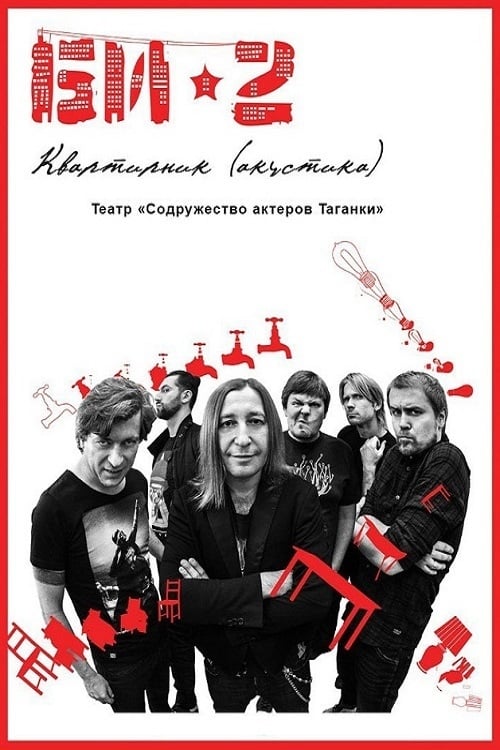 БИ★2
Квартирник (акустика)
Театр «Содружество актеров Таганки»